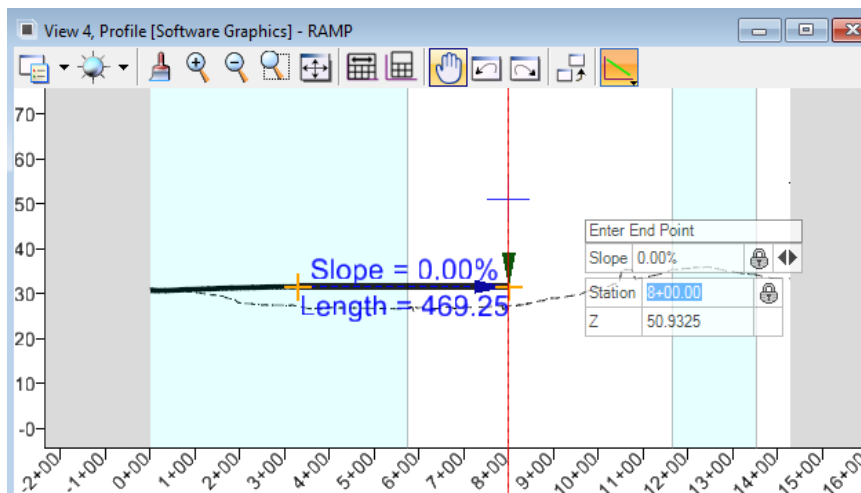 View 4, Profile [Software Graphics] - RAMP
70
60
50
40
30
20
10
-0
Slope = 0.00%
Length = 469.25
Enter End Point
Slope 0.00%
Station 8+00.00
Z 50.9325
-2+00 -1+00 0+00 1+00 2+00 3+00 4+00 5+00 6+00 7+00 8+00 9+00 10+00 11+00 12+00 13+00 14+00 15+00 16+00